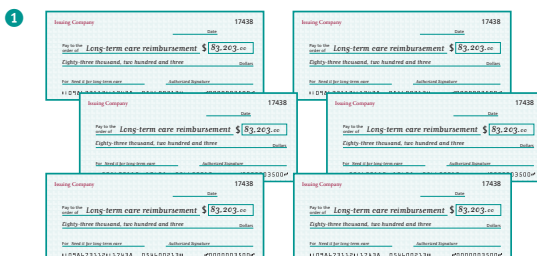 1
Issuing Company 17438
Date
Pay to the order of Long-term care reimbursement $ 83,203.00
Eighty-three thousand, two hundred and three Dollars
For Need it for long-term care Authorized Signature
Issuing Company 17438
Date
Pay to the order of Long-term care reimbursement $ 83,203.00
Eighty-three thousand, two hundred and three Dollars
For Need it for long-term care Authorized Signature
Issuing Company 17438
Date
Pay to the order of Long-term care reimbursement $ 83,203.00
Eighty-three thousand, two hundred and three Dollars
For Need it for long-term care Authorized Signature
Issuing Company 17438
Date
Pay to the order of Long-term care reimbursement $ 83,203.00
Eighty-three thousand, two hundred and three Dollars
For Need it for long-term care Authorized Signature
Issuing Company 17438
Date
Pay to the order of Long-term care reimbursement $ 83,203.00
Eighty-three thousand, two hundred and three Dollars
For Need it for long-term care Authorized Signature
Issuing Company 17438
Date
Pay to the order of Long-term care reimbursement $ 83,203.00
Eighty-three thousand, two hundred and three Dollars
For Need it for long-term care Authorized Signature